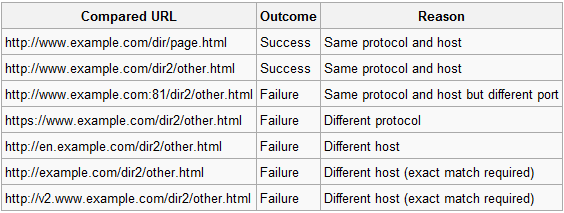 Compared URL Outcome Reason
http://www.example.com/dir/page.html Success Same protocol and host
http://www.example.com/dir2/other.html Success Same protocol and host
http://www.example.com:81/dir2/other.html Failure Same protocol and host but different port
https://www.example.com/dir2/other.html Failure Different protocol
http://en.example.com/dir2/other.html Failure Different host
http://example.com/dir2/other.html Failure Different host (exact match required)
http://v2.www.example.com/dir2/other.html Failure Different host (exact match required)